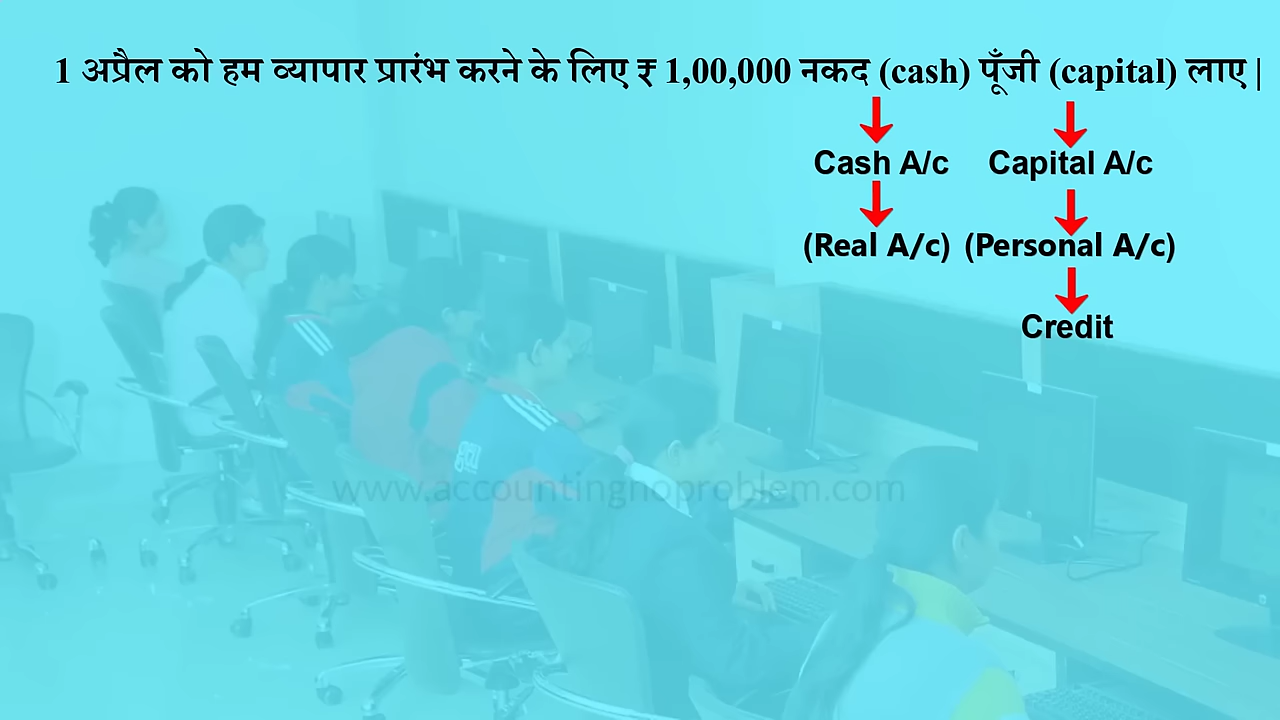 1 अप्रैल को हम व्यापार प्रारंभ करने के लिए ₹ 1,00,000 नकद (cash) पूँजी (capital) लाए |
Cash A/c Capital A/c
(Real A/c) (Personal A/c)
Credit
www.accountingnoproblem.com